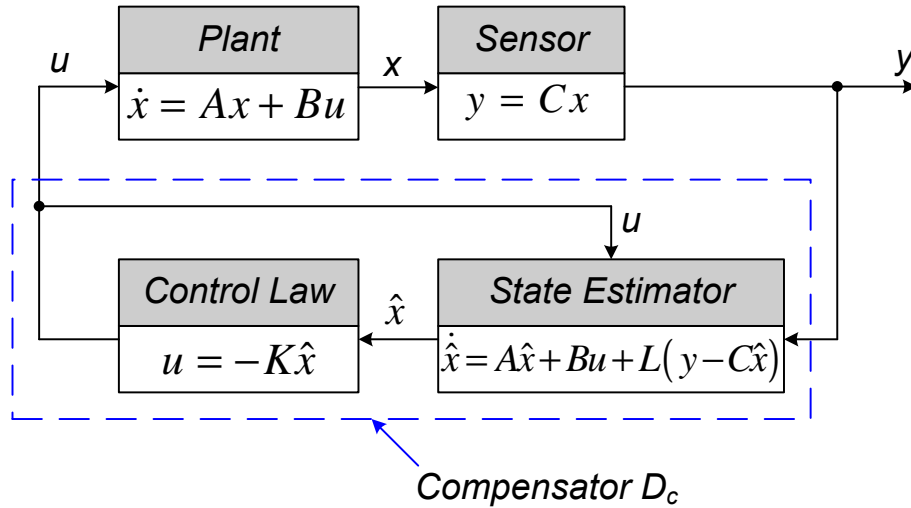 Plant
Sensor
u
x
y
ẋ = Ax + Bu
y = Cx
u
Control Law
x̂
State Estimator
u = −Kx̂
x̂̇ = Ax̂ + Bu + L(y − Cx̂)
Compensator D_c